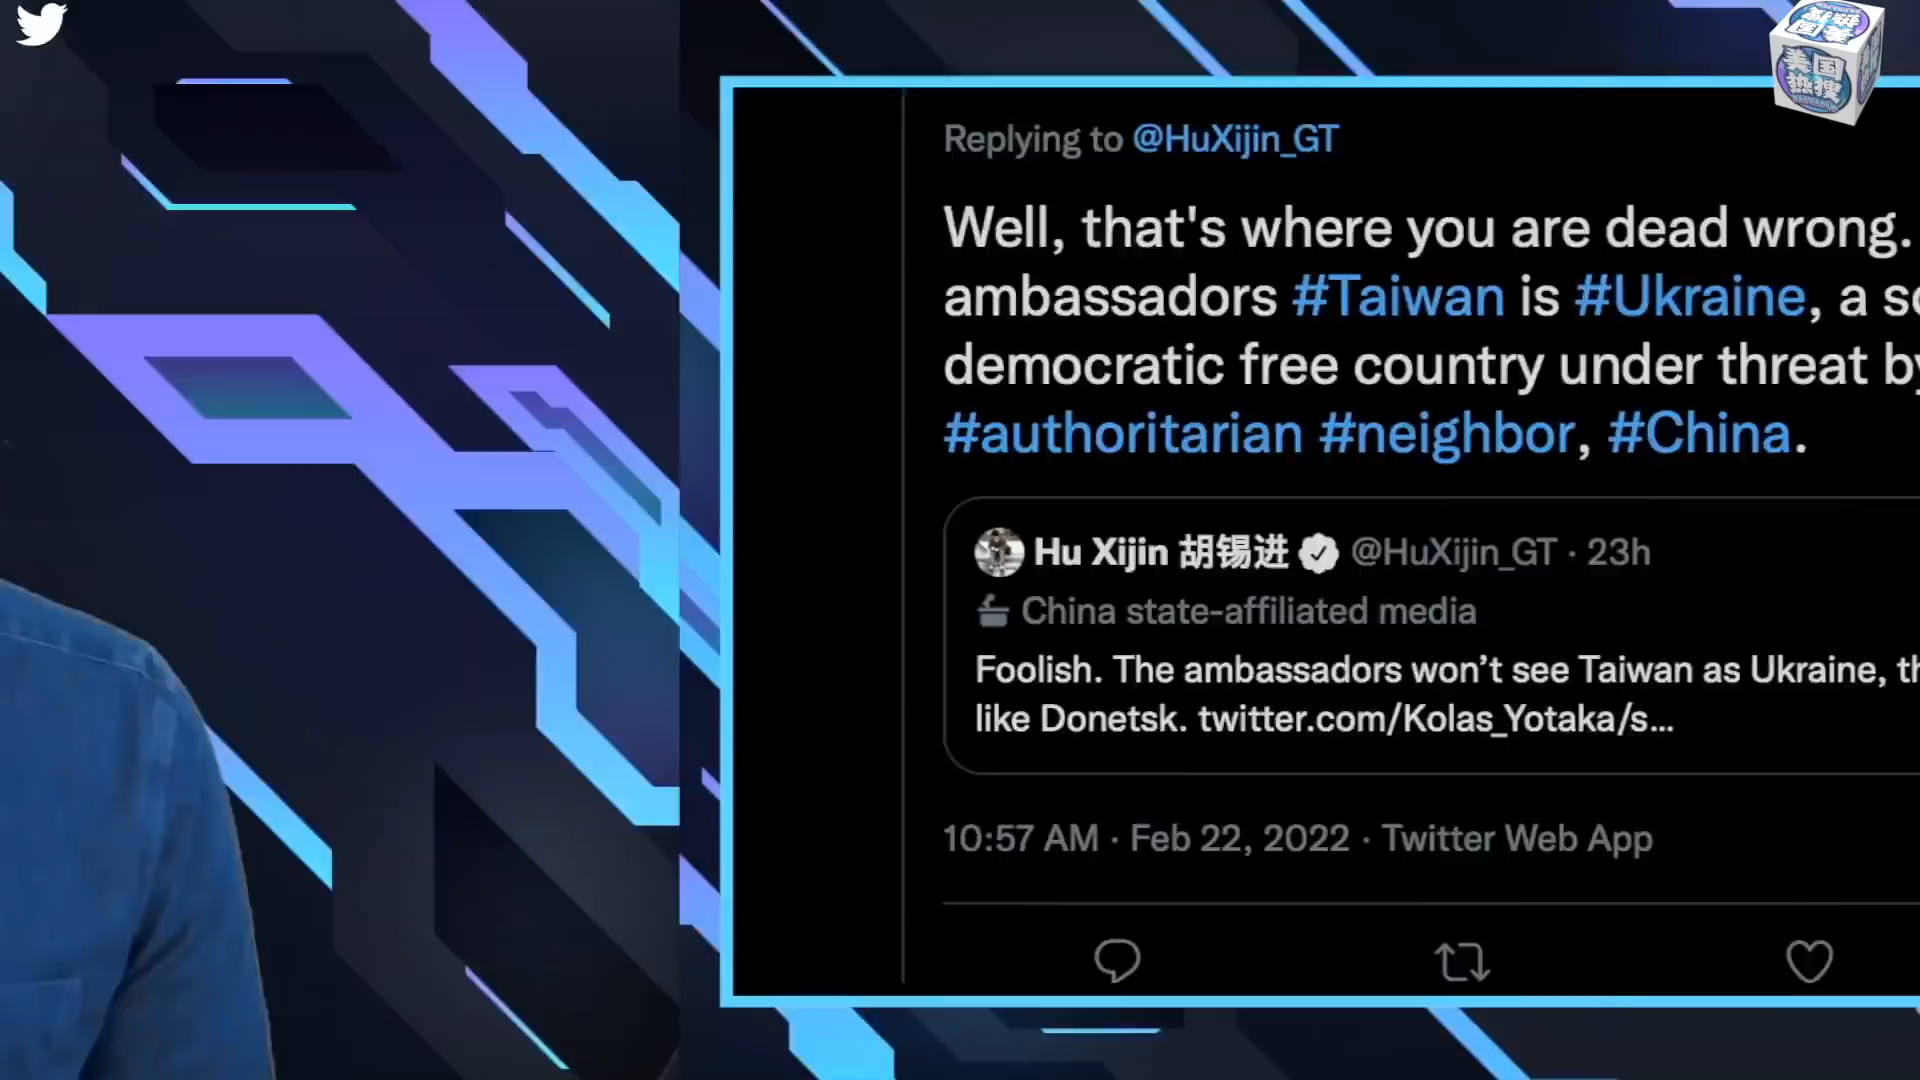 美国
热搜
Replying to @HuXijin_GT
Well, that's where you are dead wrong.
ambassadors #Taiwan is #Ukraine, a
democratic free country under threat
#authoritarian #neighbor, #China.
Hu Xijin 胡锡进 @HuXijin_GT · 23h
China state-affiliated media
Foolish. The ambassadors won’t see Taiwan as Ukraine,
like Donetsk. twitter.com/Kolas_Yotaka/s...
10:57 AM · Feb 22, 2022 · Twitter Web App